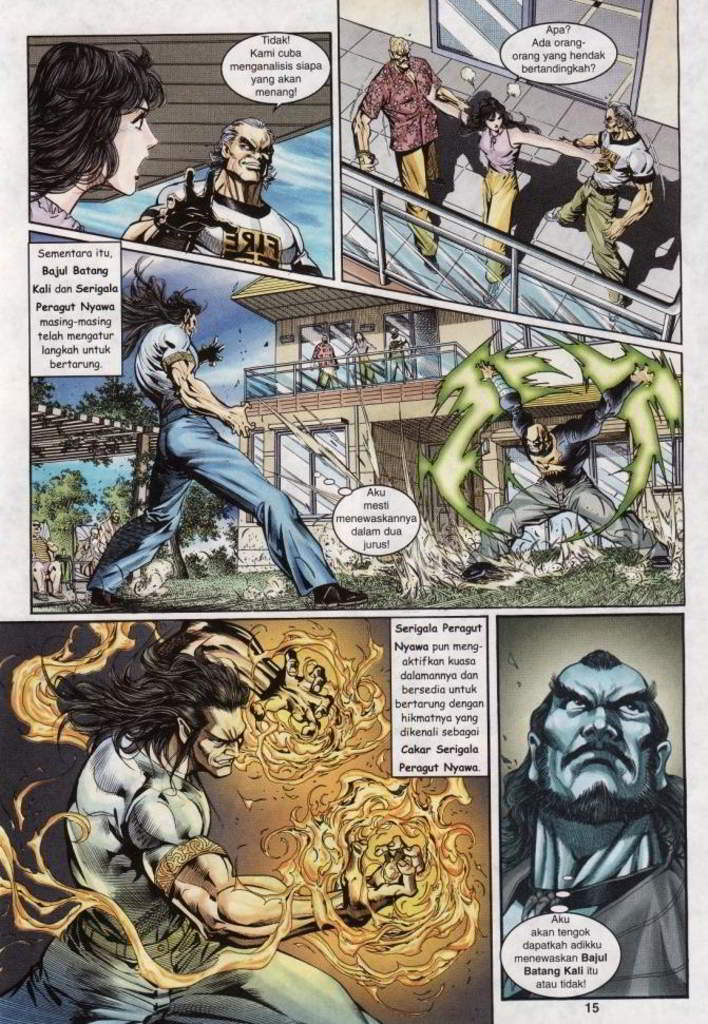 Tidak!
Kami cuba
menganalisis siapa
yang akan
menang!
FIRE
Apa?
Ada orang-
orang yang hendak
bertandingkah?
Sementara itu,
Bajul Batang
Kali dan Serigala
Peragut Nyawa
masing-masing
telah mengatur
langkah untuk
bertarung.
Aku
mesti
menewaskannya
dalam dua
jurus!
Serigala Peragut
Nyawa pun meng-
aktifkan kuasa
dalamannya dan
bersedia untuk
bertarung dengan
hikmatnya yang
dikenali sebagai
Cakar Serigala
Peragut Nyawa.
Aku
akan tengok
dapatkah adikku
menewaskan Bajul
Batang Kali itu
atau tidak!
15